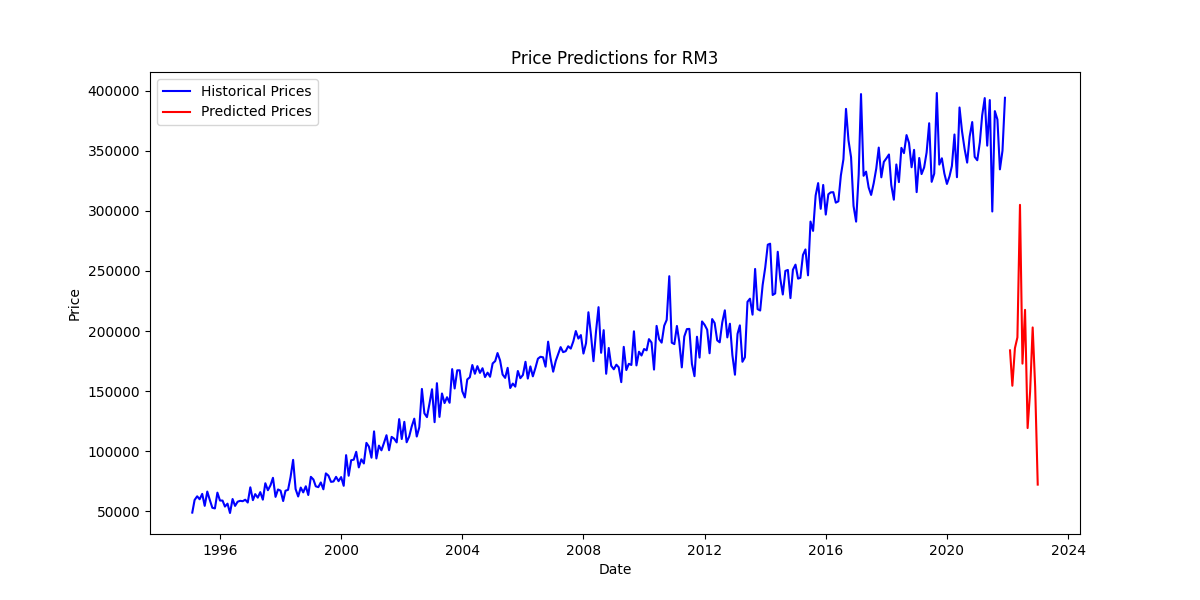 Price Predictions for RM3
Historical Prices
Predicted Prices
400000
350000
300000
250000
200000
150000
100000
50000
Price
1996 2000 2004 2008 2012 2016 2020 2024
Date